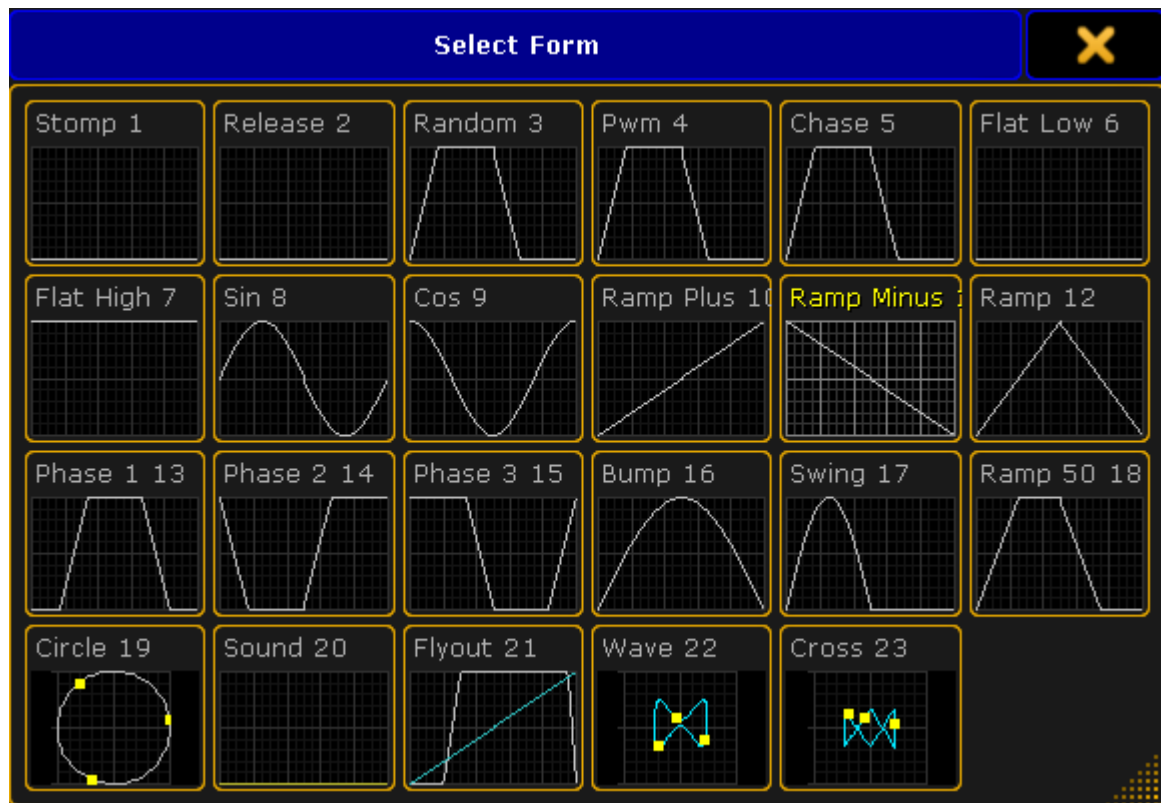 Select Form
Stomp 1
Release 2
Random 3
Pwm 4
Chase 5
Flat Low 6
Flat High 7
Sin 8
Cos 9
Ramp Plus 10
Ramp Minus
Ramp 12
Phase 1 13
Phase 2 14
Phase 3 15
Bump 16
Swing 17
Ramp 50 18
Circle 19
Sound 20
Flyout 21
Wave 22
Cross 23